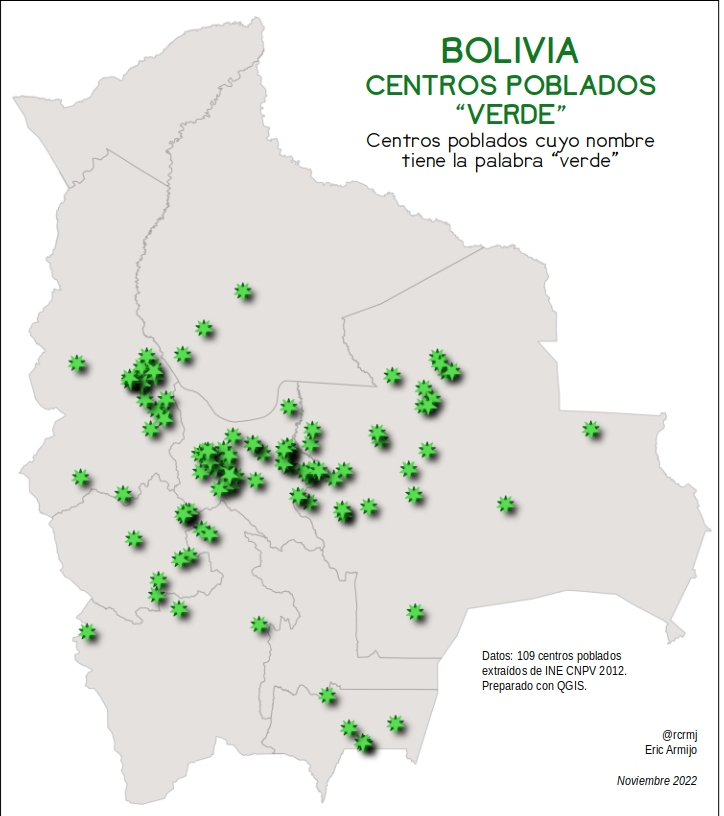 BOLIVIA
CENTROS POBLADOS
“VERDE”
Centros poblados cuyo nombre
tiene la palabra “verde”
Datos: 109 centros poblados
extraídos de INE CNPV 2012.
Preparado con QGIS.
@rcrmj
Eric Armijo
Noviembre 2022